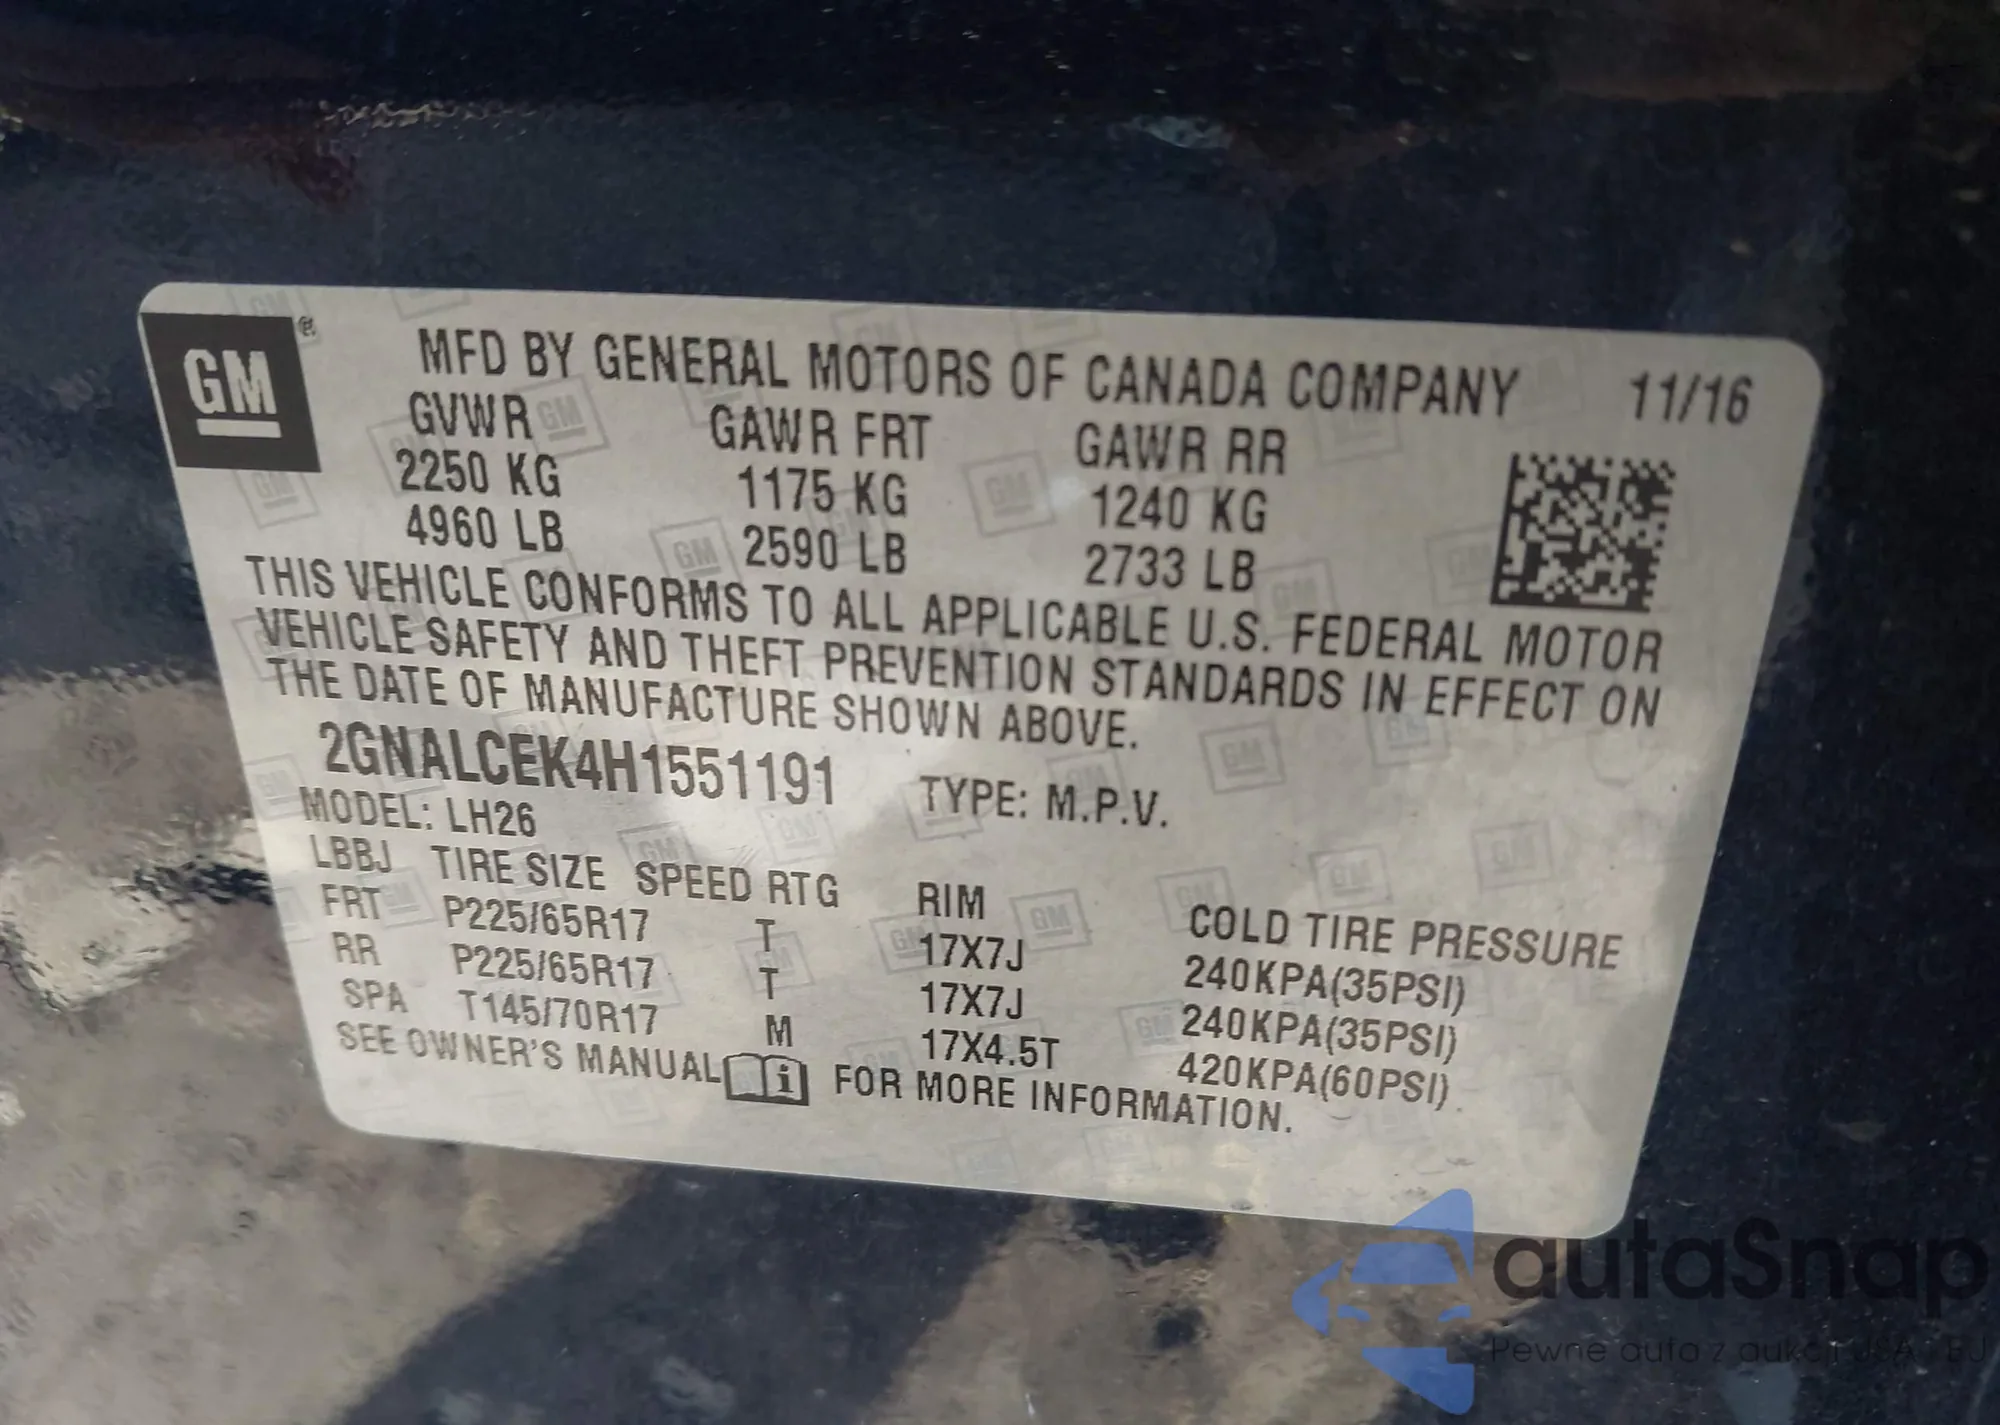 GM®
MFD BY GENERAL MOTORS OF CANADA COMPANY 11/16
GVWR GAWR FRT GAWR RR
2250 KG 1175 KG 1240 KG
4960 LB 2590 LB 2733 LB
THIS VEHICLE CONFORMS TO ALL APPLICABLE U.S. FEDERAL MOTOR
VEHICLE SAFETY AND THEFT PREVENTION STANDARDS IN EFFECT ON
THE DATE OF MANUFACTURE SHOWN ABOVE.
2GNALCEK4H1551191 TYPE: M.P.V.
MODEL: LH26
LBBJ TIRE SIZE SPEED RTG RIM COLD TIRE PRESSURE
FRT P225/65R17 T 17X7J 240KPA(35PSI)
RR P225/65R17 T 17X7J 240KPA(35PSI)
SPA T145/70R17 M 17X4.5T 420KPA(60PSI)
SEE OWNER'S MANUAL i FOR MORE INFORMATION.
autaSnap
Pewne auta z aukcji USA